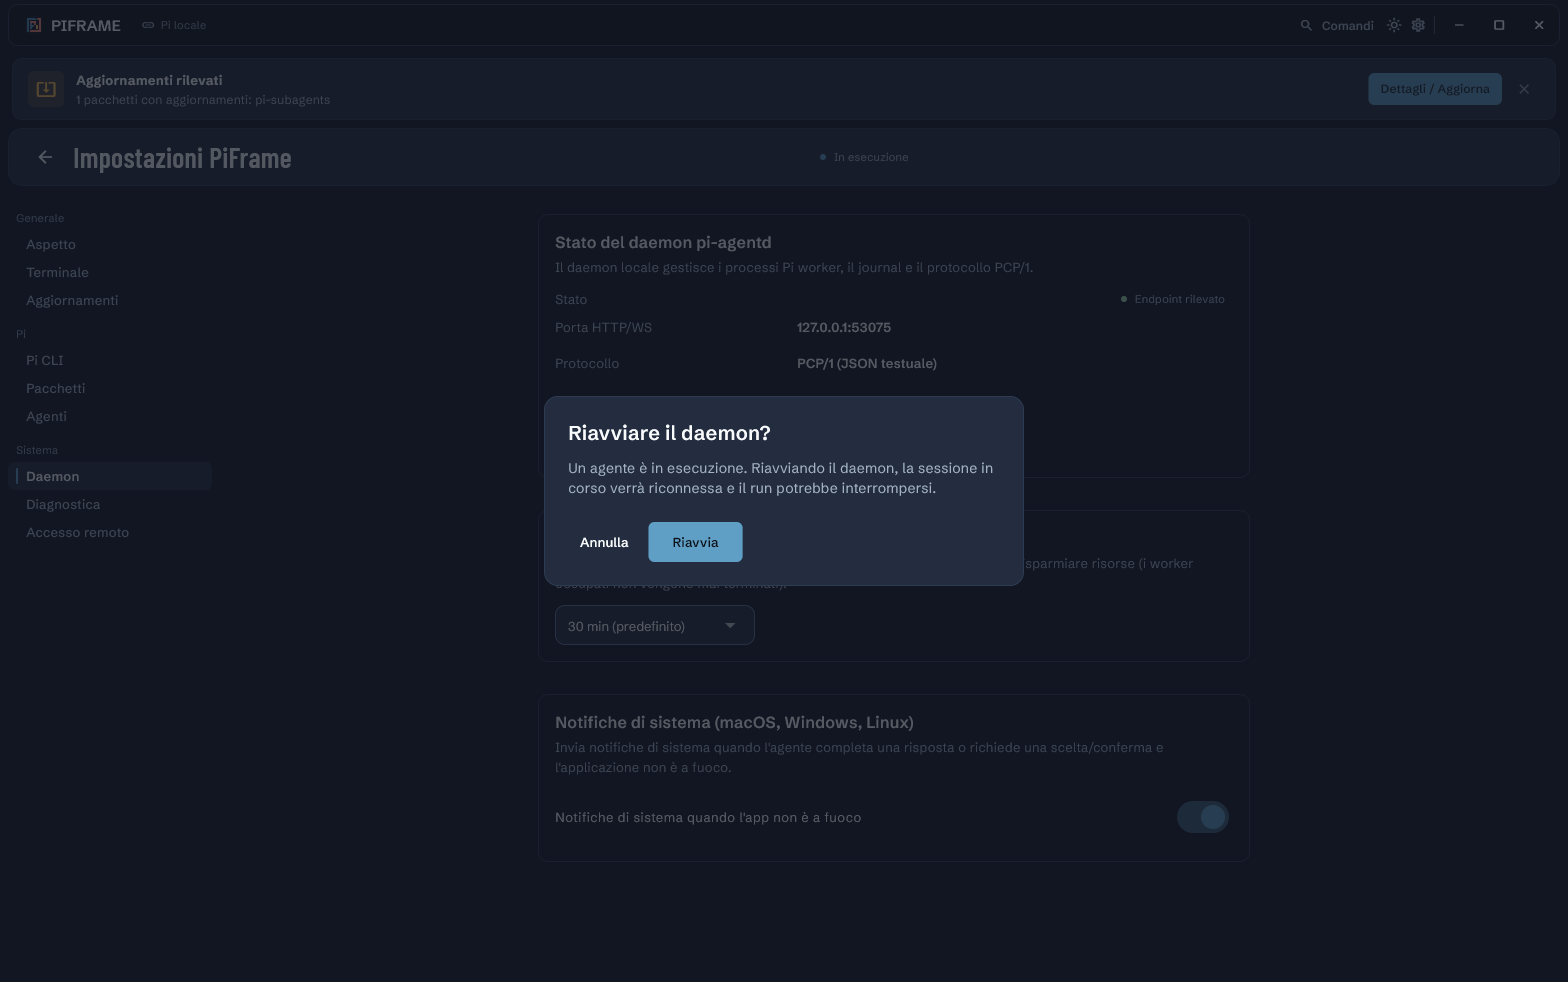 PIFRAME
Pi locale
Comandi
Aggiornamenti rilevati
1 pacchetti con aggiornamenti: pi-subagents
Dettagli / Aggiorna
Impostazioni PiFrame
In esecuzione
Generale
Aspetto
Terminale
Aggiornamenti
Pi
Pi CLI
Pacchetti
Agenti
Sistema
Daemon
Diagnostica
Accesso remoto
Stato del daemon pi-agentd
Il daemon locale gestisce i processi Pi worker, il journal e il protocollo PCP/1.
Stato
Endpoint rilevato
Porta HTTP/WS
127.0.0.1:53075
Protocollo
PCP/1 (JSON testuale)
Riavviare il daemon?
Un agente è in esecuzione. Riavviando il daemon, la sessione in
corso verrà riconnessa e il run potrebbe interrompersi.
Annulla
Riavvia
risorse (i worker
30 min (predefinito)
Notifiche di sistema (macOS, Windows, Linux)
Invia notifiche di sistema quando l'agente completa una risposta o richiede una scelta/conferma e
l'applicazione non è a fuoco.
Notifiche di sistema quando l'app non è a fuoco